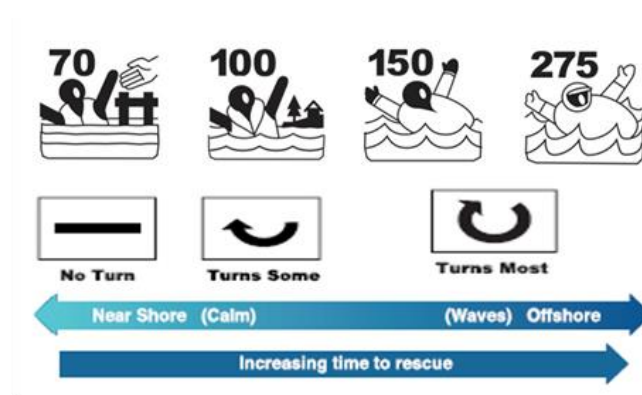 70 100 150 275
No Turn Turns Some Turns Most
Near Shore (Calm) (Waves) Offshore
Increasing time to rescue